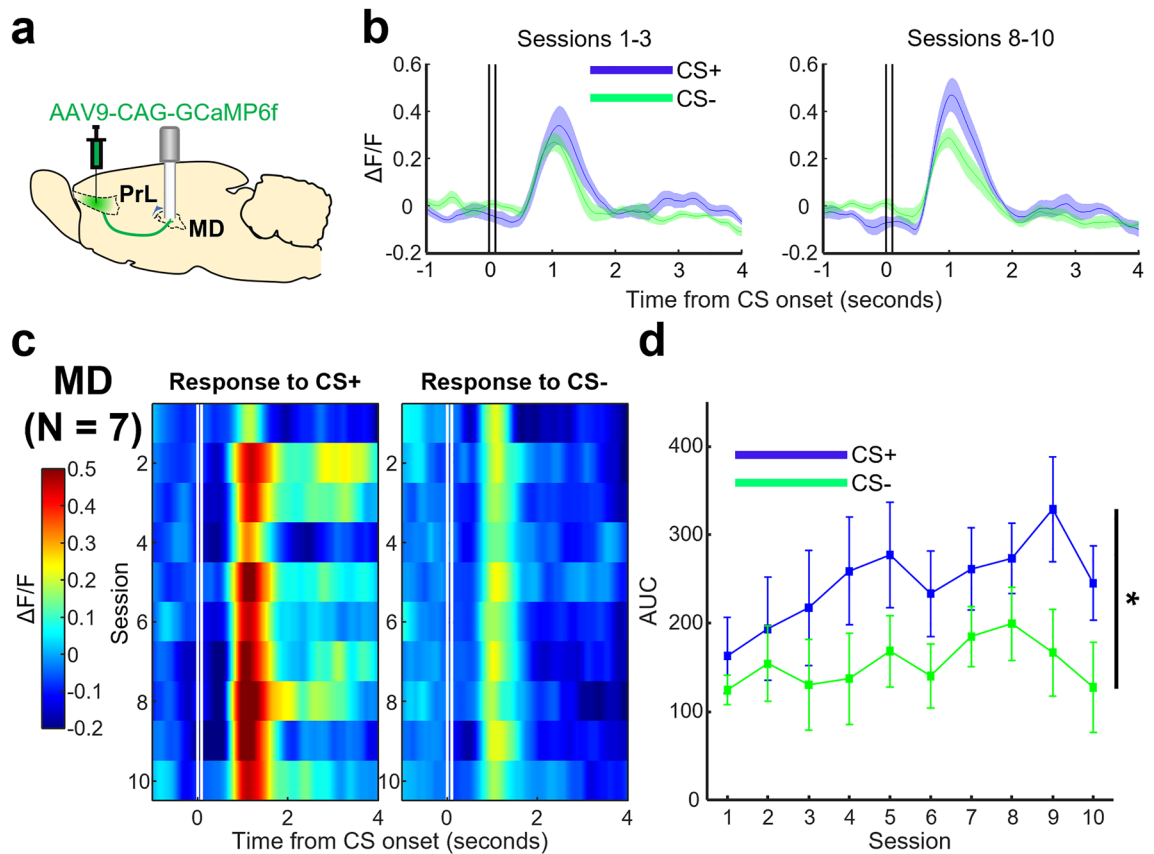 a
AAV9-CAG-GCaMP6f
PrL
MD
b
Sessions 1-3
Sessions 8-10
CS+
CS-
ΔF/F
0.6
0.4
0.2
0
-0.2
-1
0
1
2
3
4
0.6
0.4
0.2
0
-0.2
-1
0
1
2
3
4
Time from CS onset (seconds)
c
MD
(N = 7)
Response to CS+
Response to CS-
ΔF/F
0.5
0.4
0.3
0.2
0.1
0
-0.1
-0.2
Session
2
4
6
8
10
2
4
6
8
10
0
2
4
0
2
4
Time from CS onset (seconds)
d
CS+
CS-
AUC
400
300
200
100
0
*
1
2
3
4
5
6
7
8
9
10
Session